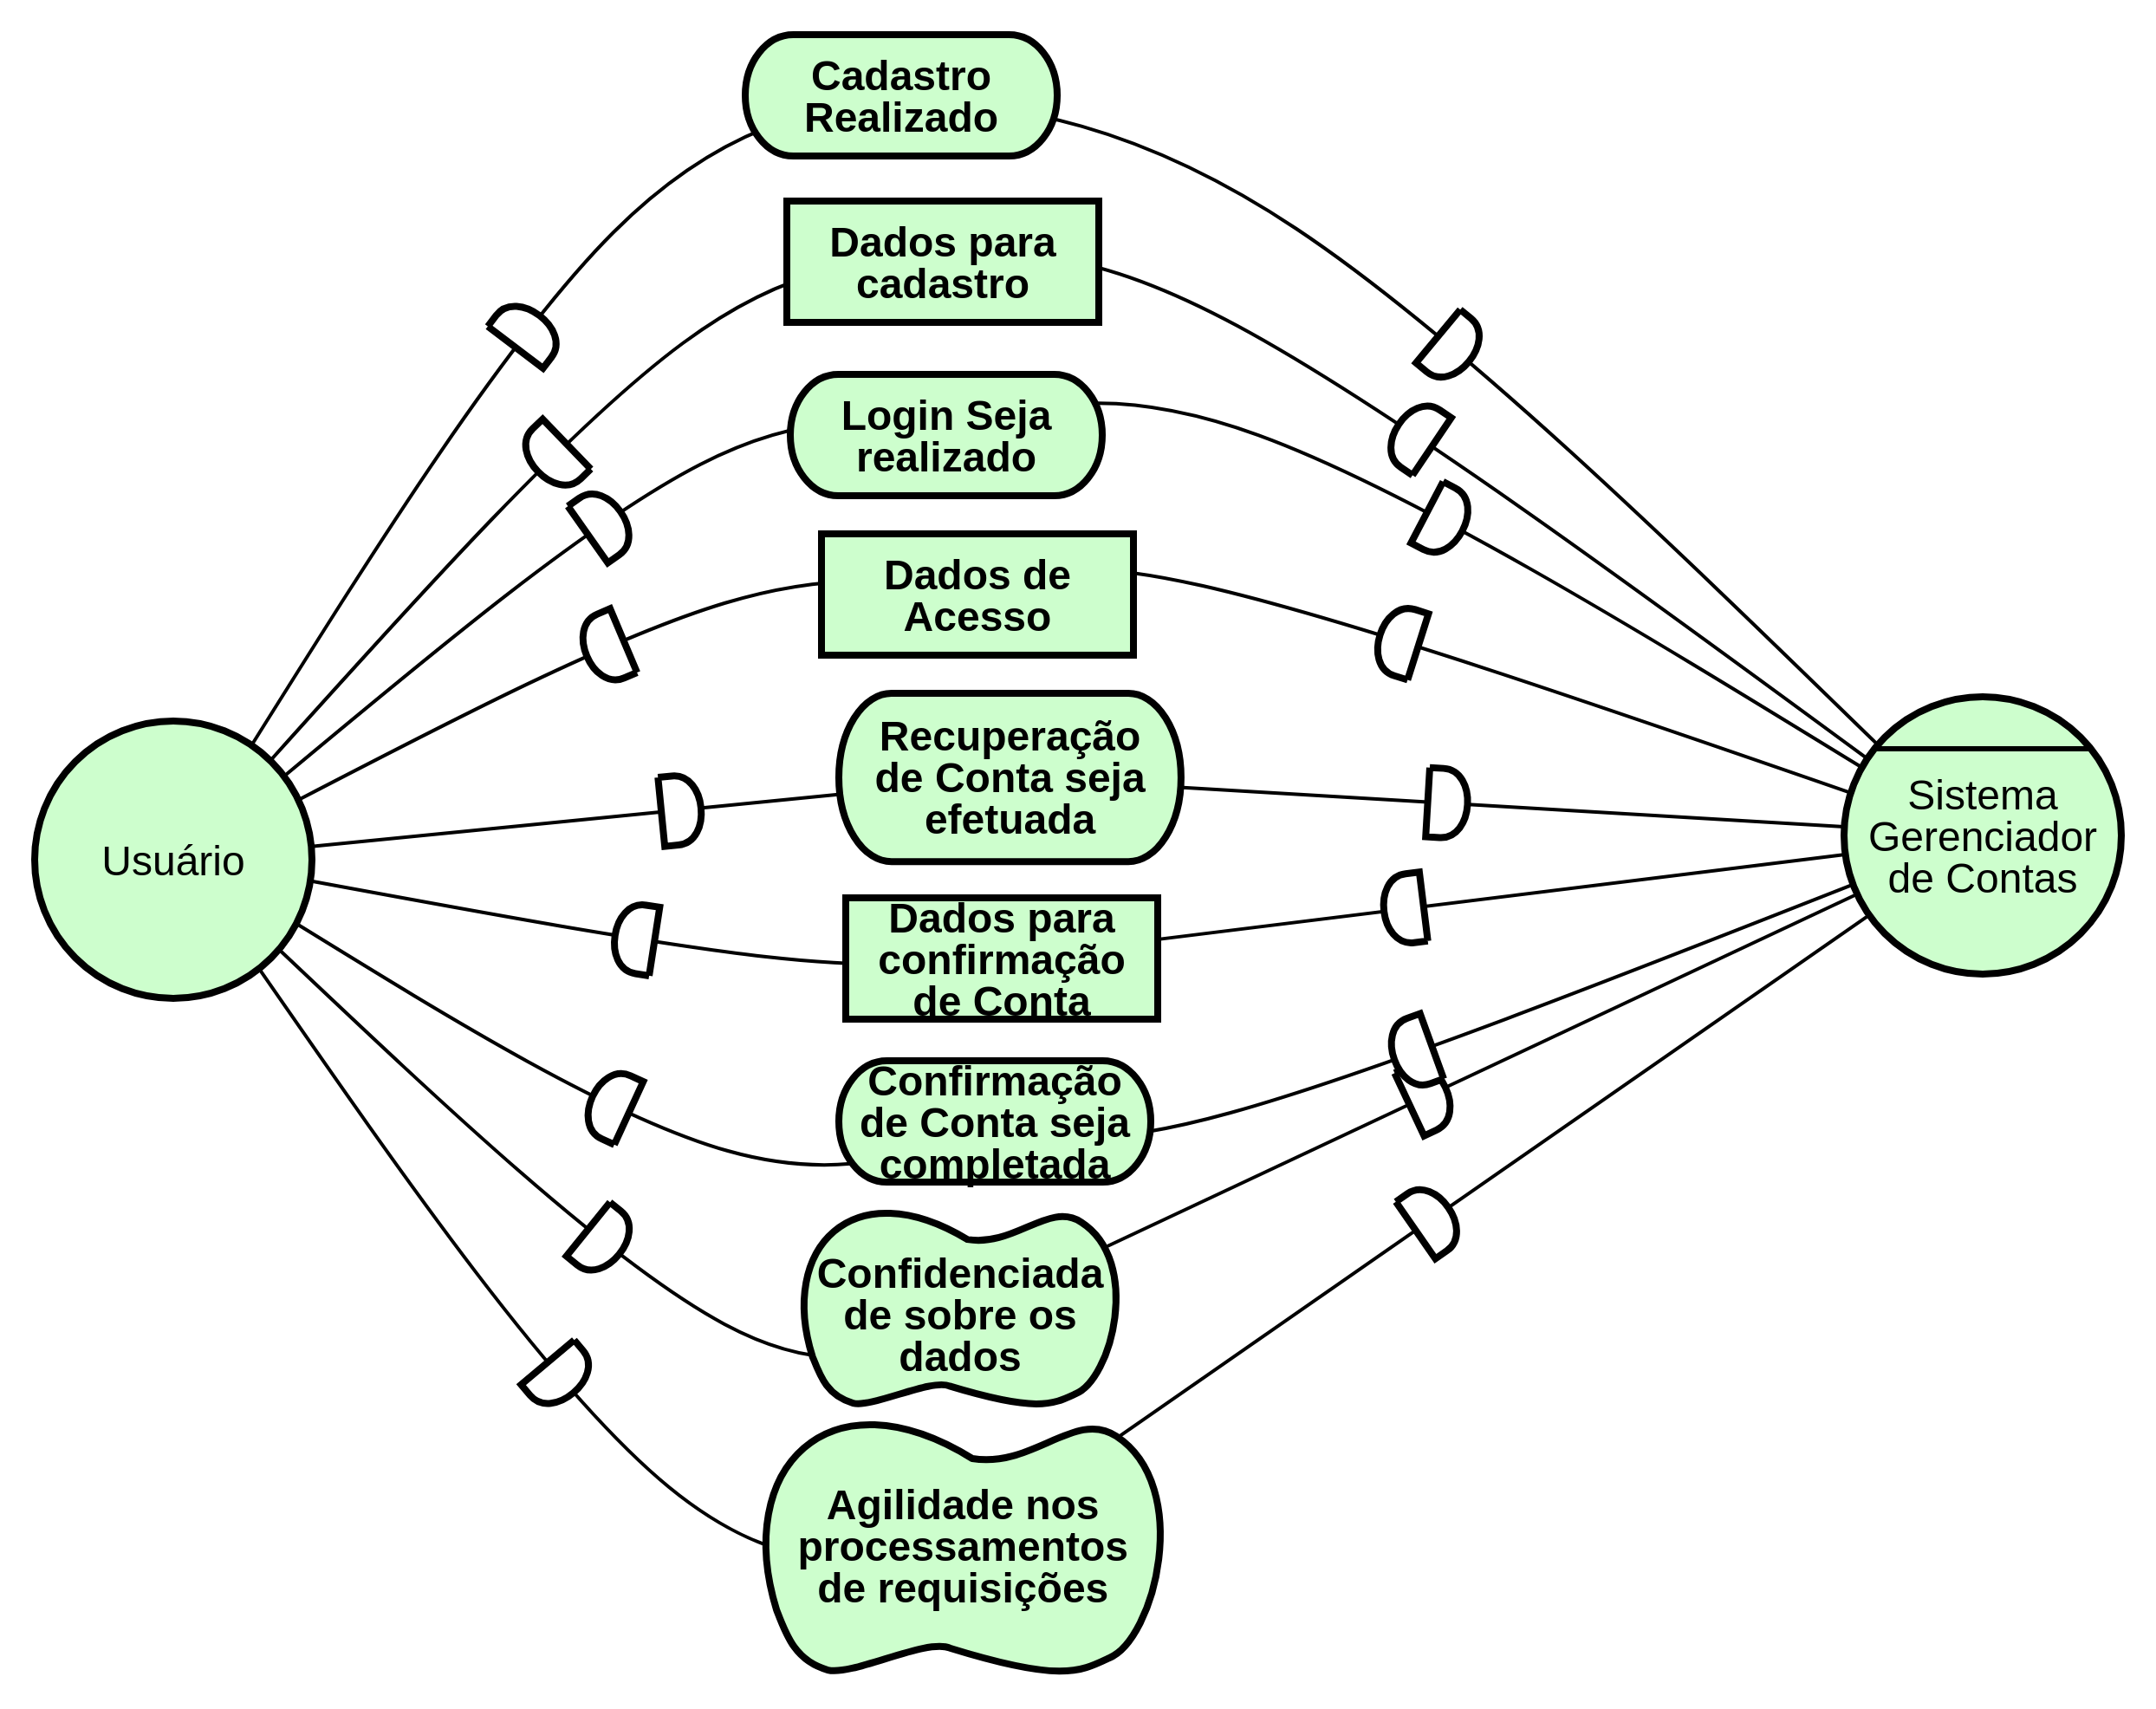 Cadastro
Realizado
Dados para
cadastro
Login Seja
realizado
Dados de
Acesso
Recuperação
de Conta seja
efetuada
Usuário
Sistema
Gerenciador
de Contas
Dados para
confirmação
de Conta
Confirmação
de Conta seja
completada
Confidenciada
de sobre os
dados
Agilidade nos
processamentos
de requisições